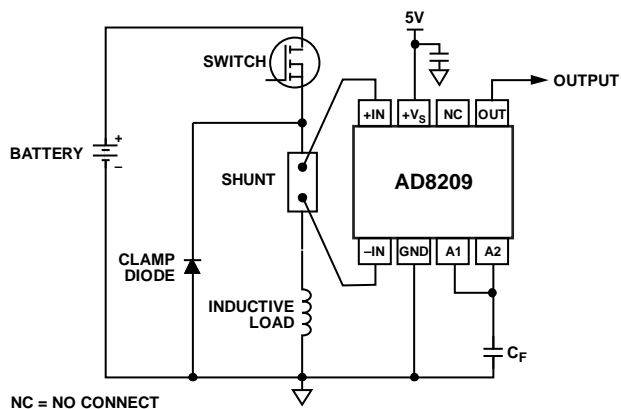 5V
SWITCH
OUTPUT
+IN
+VS
NC
OUT
BATTERY
+
–
SHUNT
AD8209
–IN
GND
A1
A2
CLAMP
DIODE
INDUCTIVE
LOAD
CF
NC = NO CONNECT